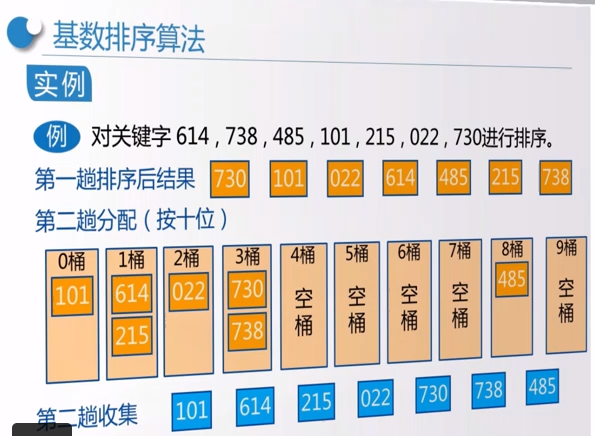 基数排序算法
实例
例 对关键字 614 , 738 , 485 , 101 , 215 , 022 , 730进行排序。
第一趟排序后结果 730 101 022 614 485 215 738
第二趟分配（按十位）
0桶 1桶 2桶 3桶 4桶 5桶 6桶 7桶 8桶 9桶
101 614 022 730 空桶 空桶 空桶 空桶 485 空桶
215 738
第二趟收集 101 614 215 022 730 738 485